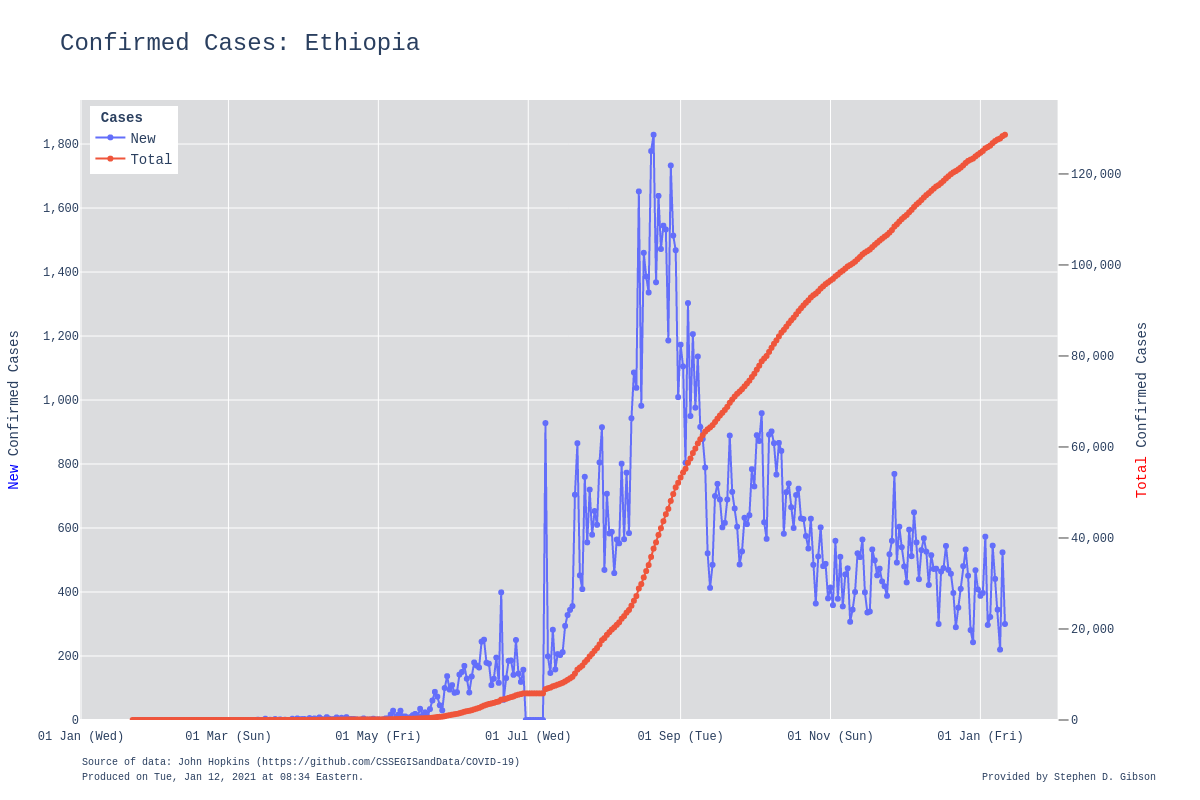 Confirmed Cases: Ethiopia
Cases
New
Total
1,800
1,600
1,400
1,200
1,000
800
600
400
200
0
120,000
100,000
80,000
60,000
40,000
20,000
0
New Confirmed Cases
Total Confirmed Cases
01 Jan (Wed) 01 Mar (Sun) 01 May (Fri) 01 Jul (Wed) 01 Sep (Tue) 01 Nov (Sun) 01 Jan (Fri)
Source of data: John Hopkins (https://github.com/CSSEGISandData/COVID-19)
Produced on Tue, Jan 12, 2021 at 08:34 Eastern.
Provided by Stephen D. Gibson